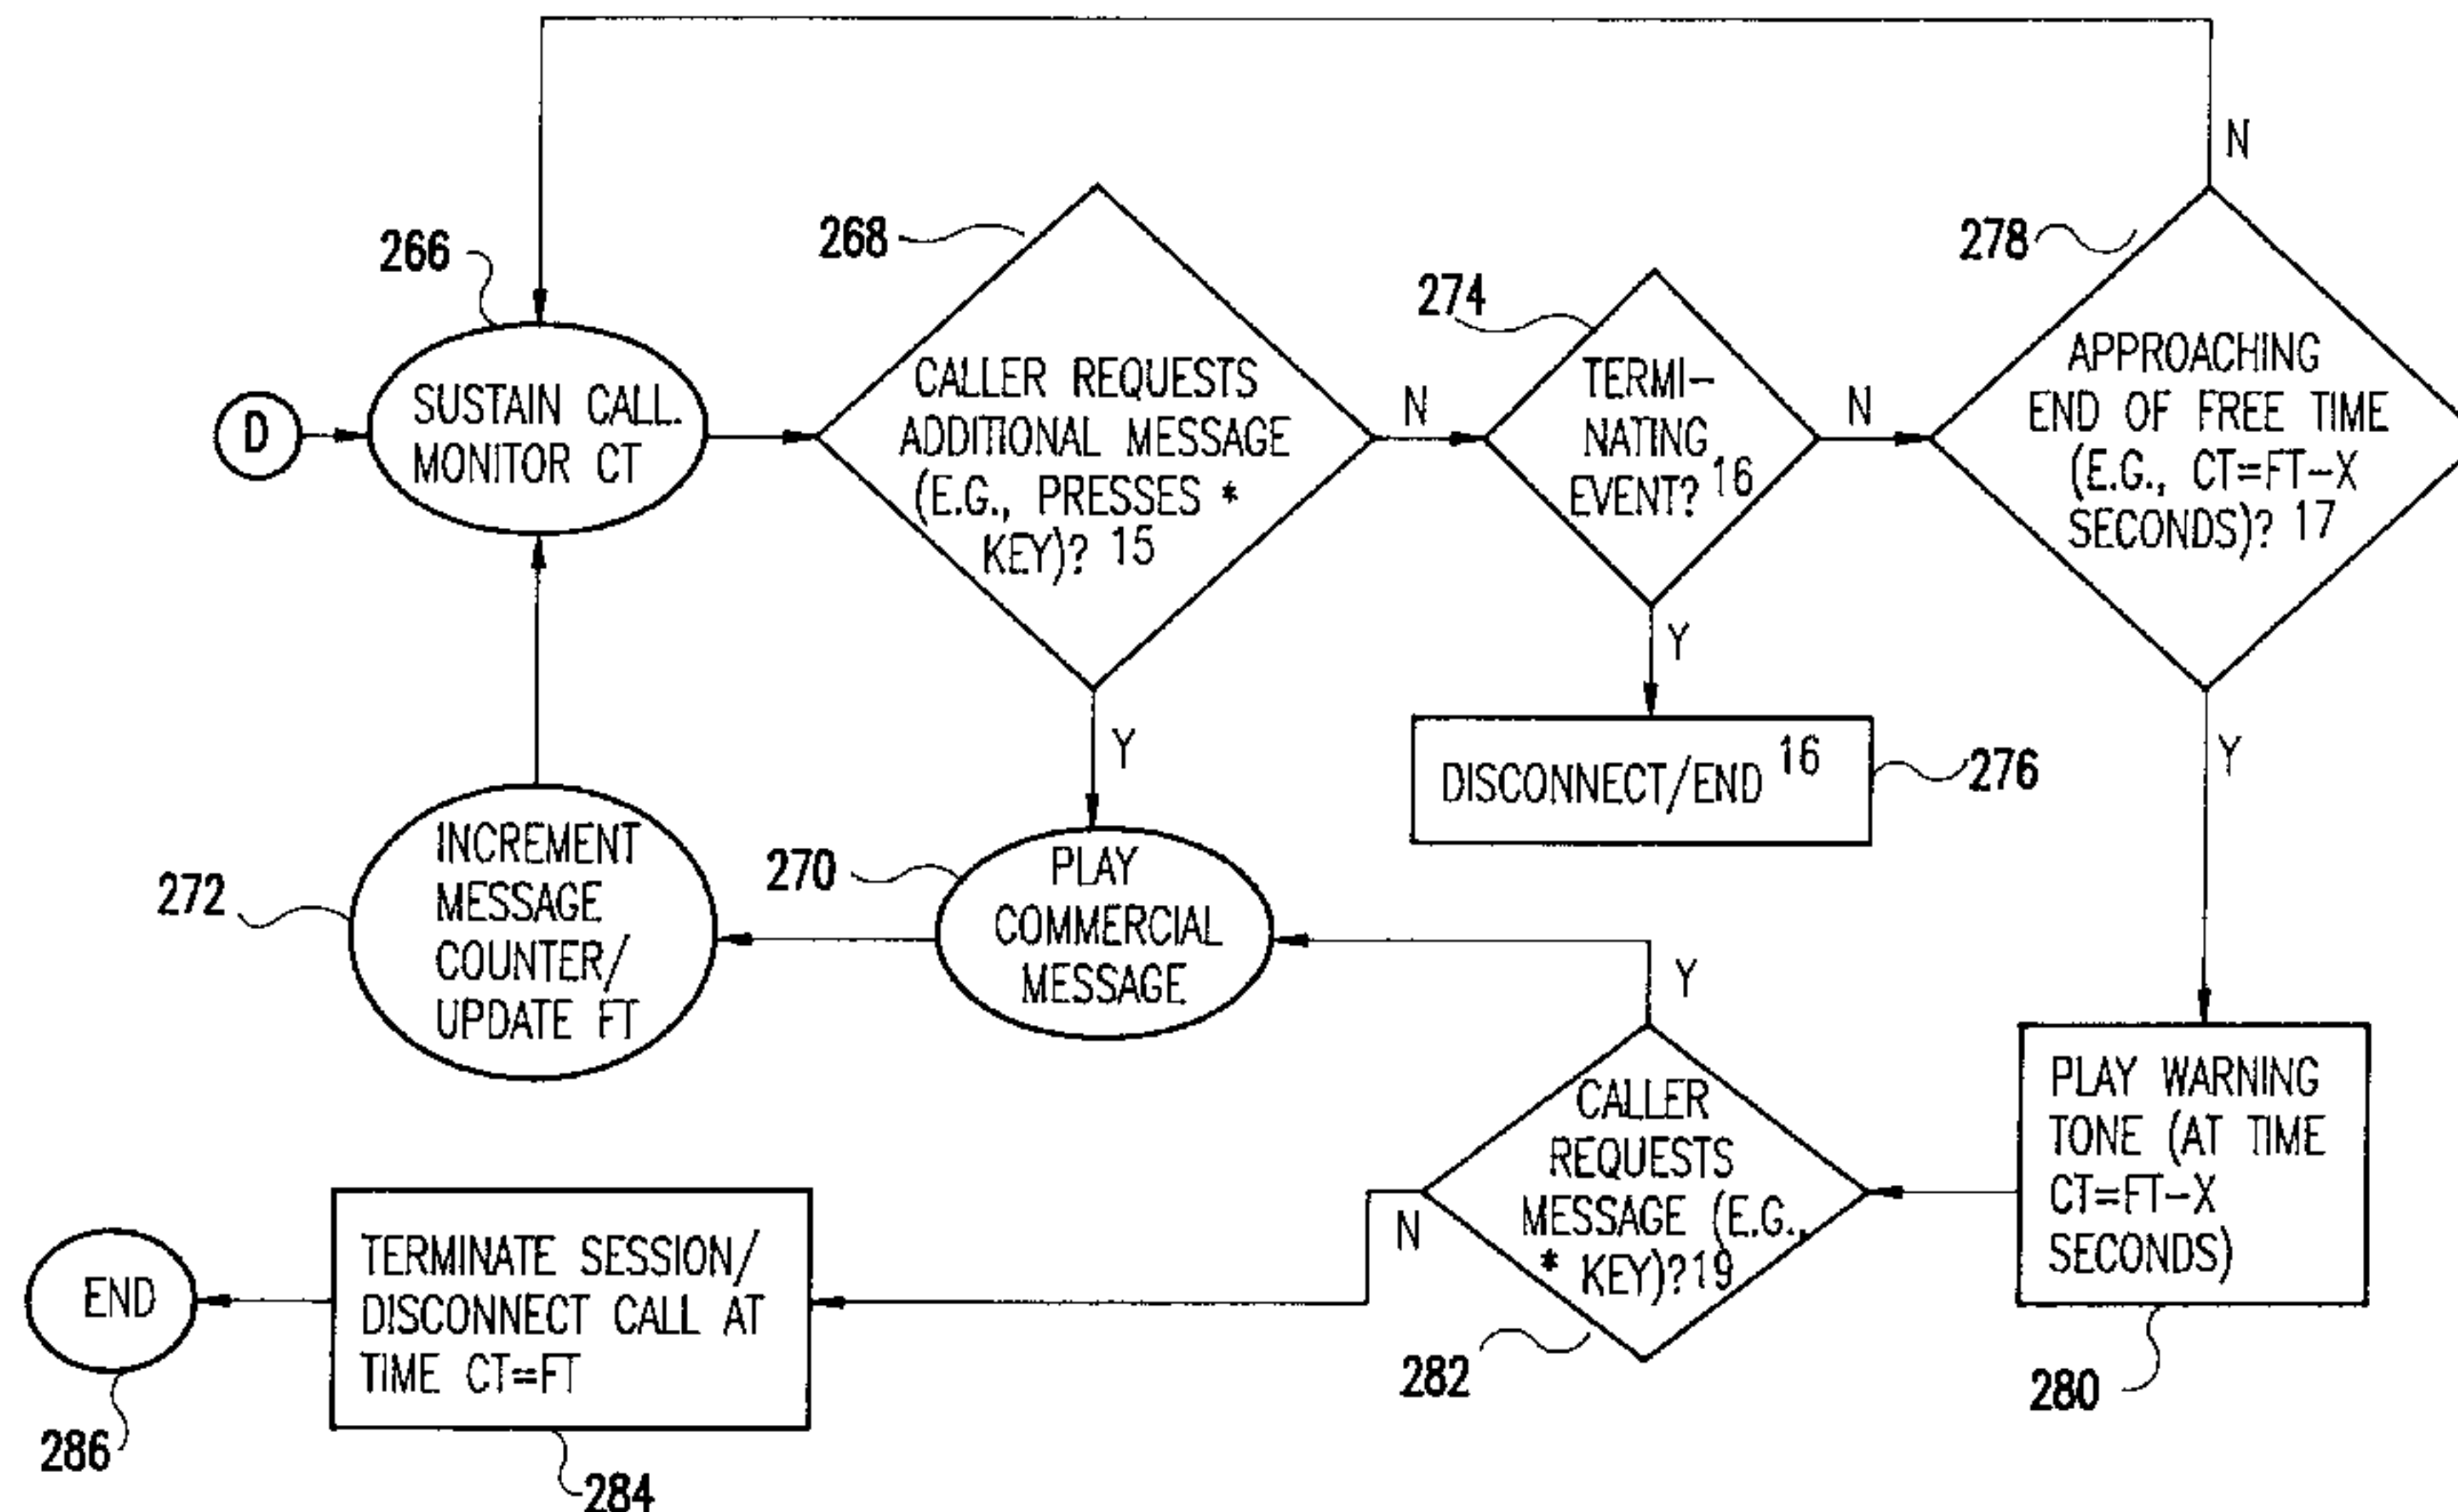 N
266
268
274
278
D
SUSTAIN CALL.
MONITOR CT
CALLER REQUESTS
ADDITIONAL MESSAGE
(E.G., PRESSES *
KEY)? 15
N
TERMI-
NATING
EVENT? 16
N
APPROACHING
END OF FREE TIME
(E.G., CT=FT-X
SECONDS)? 17
Y
Y
Y
DISCONNECT/END 16
276
272
INCREMENT
MESSAGE
COUNTER/
UPDATE FT
270
PLAY
COMMERCIAL
MESSAGE
Y
CALLER
REQUESTS
MESSAGE (E.G.,
* KEY)? 19
N
282
PLAY WARNING
TONE (AT TIME
CT=FT-X
SECONDS)
280
END
286
TERMINATE SESSION/
DISCONNECT CALL AT
TIME CT=FT
284